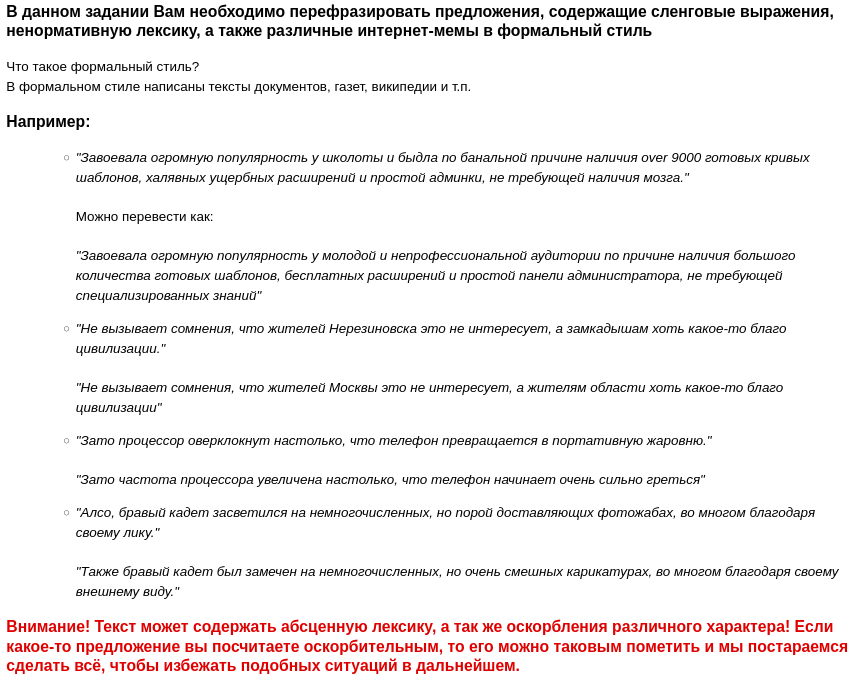 В данном задании Вам необходимо перефразировать предложения, содержащие сленговые выражения,
ненормативную лексику, а также различные интернет-мемы в формальный стиль
Что такое формальный стиль?
В формальном стиле написаны тексты документов, газет, википедии и т.п.
Например:
"Завоевала огромную популярность у школоты и быдла по банальной причине наличия over 9000 готовых кривых
шаблонов, халявных ущербных расширений и простой админки, не требующей наличия мозга."
Можно перевести как:
"Завоевала огромную популярность у молодой и непрофессиональной аудитории по причине наличия большого
количества готовых шаблонов, бесплатных расширений и простой панели администратора, не требующей
специализированных знаний"
"Не вызывает сомнения, что жителей Нерезиновска это не интересует, а замкадышам хоть какое-то благо
цивилизации."
"Не вызывает сомнения, что жителей Москвы это не интересует, а жителям области хоть какое-то благо
цивилизации"
"Зато процессор оверклокнут настолько, что телефон превращается в портативную жаровню."
"Зато частота процессора увеличена настолько, что телефон начинает очень сильно греться"
"Алсо, бравый кадет засветился на немногочисленных, но порой доставляющих фотожабах, во многом благодаря
своему лику."
"Также бравый кадет был замечен на немногочисленных, но очень смешных карикатурах, во многом благодаря своему
внешнему виду."
Внимание! Текст может содержать абсценную лексику, а так же оскорбления различного характера! Если
какое-то предложение вы посчитаете оскорбительным, то его можно таковым пометить и мы постараемся
сделать всё, чтобы избежать подобных ситуаций в дальнейшем.